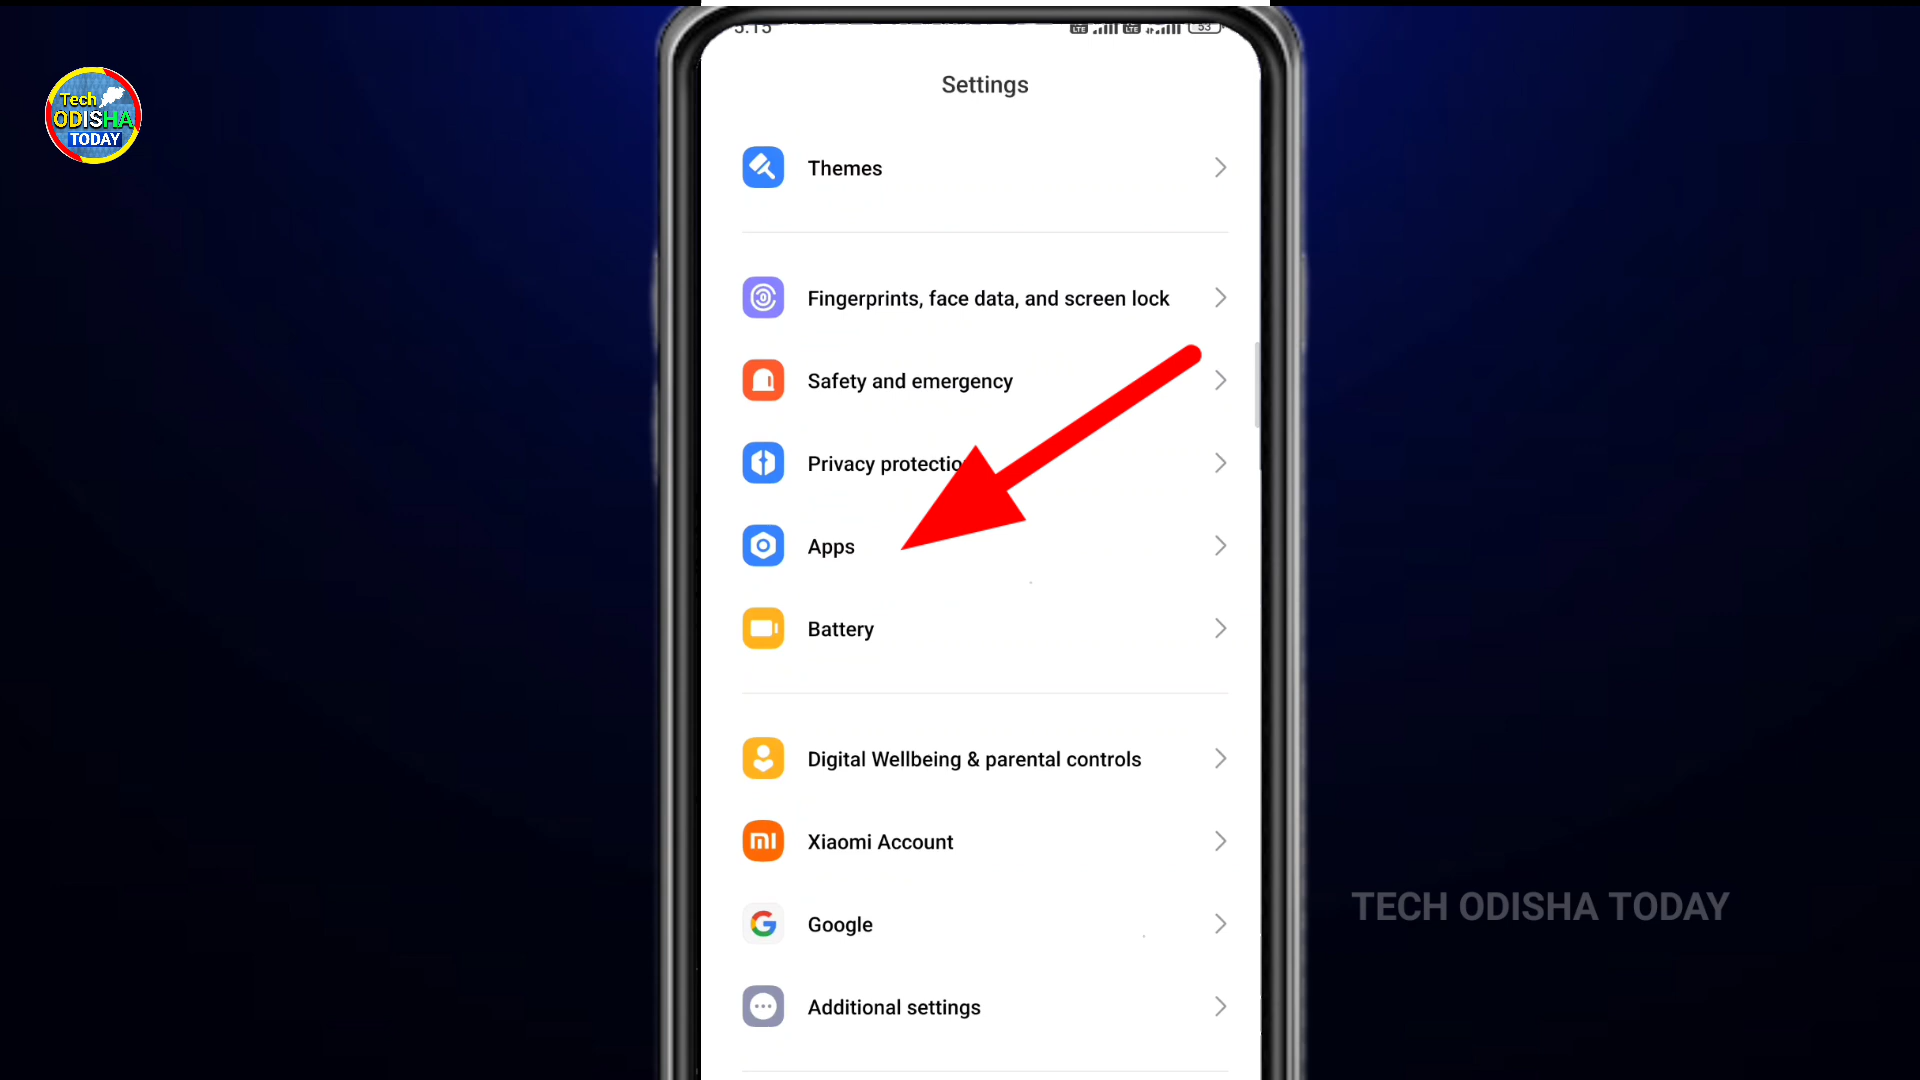 Tech
ODISHA
TODAY
53
Settings
Themes
Fingerprints, face data, and screen lock
Safety and emergency
Privacy protectio
Apps
Battery
Digital Wellbeing & parental controls
Xiaomi Account
Google
Additional settings
TECH ODISHA TODAY